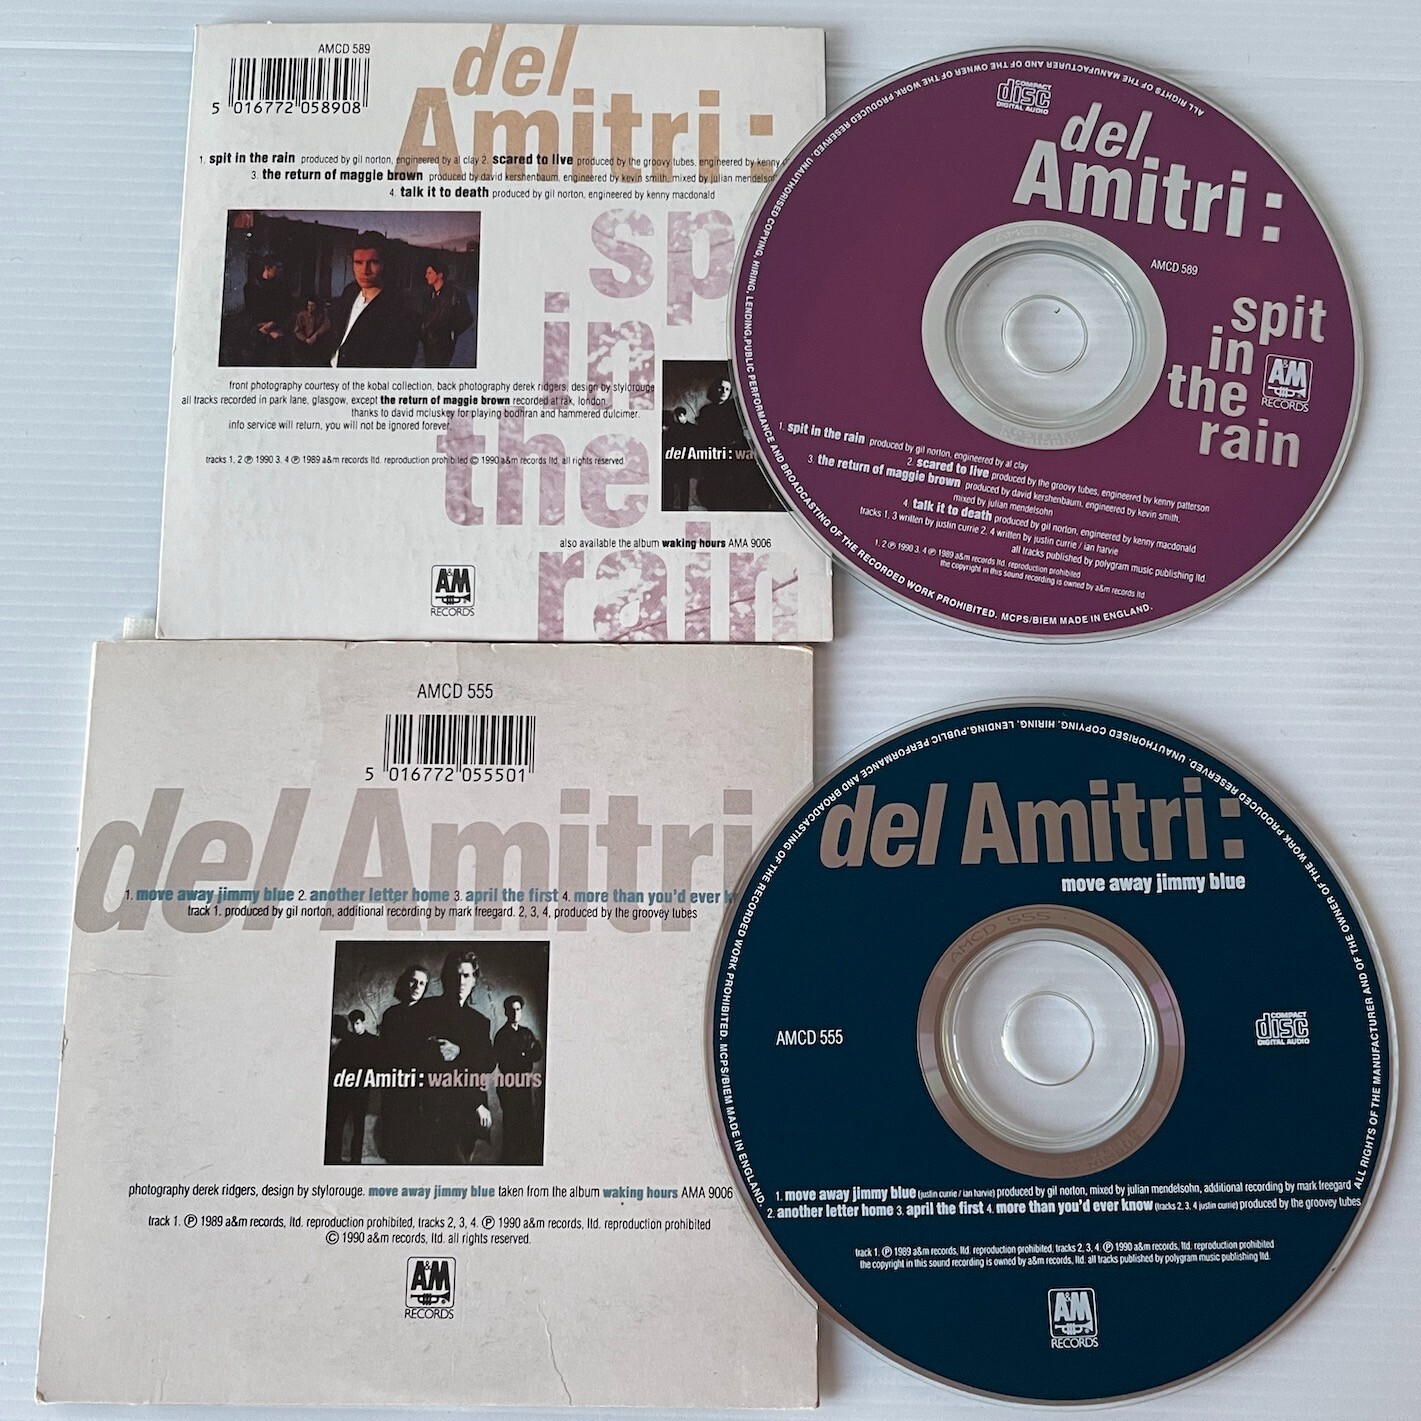 AMCD 589
5 016772 058908
del
Amitri :
1. spit in the rain produced by gil norton, engineered by al clay 2. scared to live produced by the groovy tubes, engineered by kenny
3. the return of maggie brown produced by david kershenbaum, engineered by kevin smith, mixed by julian mendelso
4. talk it to death produced by gil norton, engineered by kenny macdonald
sp
in
the
rain
front photography courtesy of the kobal collection, back photography derek ridgers, design by stylorouge
all tracks recorded in park lane, glasgow, except the return of maggie brown recorded at rak, london.
thanks to david mcluskey for playing bodhran and hammered dulcimer.
info service will return, you will not be ignored forever.
tracks 1, 2 ℗ 1990 3. 4 ℗ 1989 a&m records ltd. reproduction prohibited © 1990 a&m records ltd, all rights reserved.
del Amitri : wa
also available the album waking hours AMA 9006
A&M
RECORDS
ALL RIGHTS OF THE MANUFACTURER AND OF THE OWNER OF THE WORK PRODUCED RESERVED. UNAUTHORISED COPYING, HIRING, LENDING, PUBLIC PERFORMANCE AND BROADCASTING OF THE RECORDED WORK PROHIBITED. MCPS/BIEM MADE IN ENGLAND.
COMPACT
disc
DIGITAL AUDIO
del
Amitri :
AMCD 589
spit
in
the
rain
A&M
RECORDS
1. spit in the rain produced by gil norton, engineered by al clay
2. scared to live produced by the groovy tubes, engineered by kenny patterson
3. the return of maggie brown produced by david kershenbaum, engineered by kevin smith,
mixed by julian mendelsohn
4. talk it to death produced by gil norton, engineered by kenny macdonald
tracks 1, 3 written by justin currie 2, 4 written by justin currie / ian harvie
all tracks published by polygram music publishing ltd.
1, 2 ℗ 1990 3. 4 ℗ 1989 a&m records ltd. reproduction prohibited
the copyright in this sound recording is owned by a&m records ltd
AMCD 555
5 016772 055501
del Amitri
1. move away jimmy blue 2. another letter home 3. april the first 4. more than you'd ever k
track 1. produced by gil norton, additional recording by mark freegard. 2, 3, 4, produced by the groovey tubes
del Amitri : waking hours
photography derek ridgers, design by stylorouge. move away jimmy blue taken from the album waking hours AMA 9006
track 1. ℗ 1989 a&m records, ltd. reproduction prohibited, tracks 2, 3, 4. ℗ 1990 a&m records, ltd. reproduction prohibited
© 1990 a&m records, ltd. all rights reserved.
A&M
RECORDS
ALL RIGHTS OF THE MANUFACTURER AND OF THE OWNER OF THE WORK PRODUCED RESERVED. UNAUTHORISED COPYING, HIRING, LENDING, PUBLIC PERFORMANCE AND BROADCASTING OF THE RECORDED WORK PROHIBITED. MCPS/BIEM MADE IN ENGLAND.
del Amitri :
move away jimmy blue
AMCD 555
AMCD 555
COMPACT
disc
DIGITAL AUDIO
1. move away jimmy blue (justin currie / ian harvie) produced by gil norton, mixed by julian mendelsohn, additional recording by mark freegard
2. another letter home 3. april the first 4. more than you'd ever know (tracks 2, 3, 4 justin currie) produced by the groovey tubes
track 1. ℗ 1989 a&m records, ltd. reproduction prohibited, tracks 2, 3, 4. ℗ 1990 a&m records, ltd. reproduction prohibited
the copyright in this sound recording is owned by a&m records, ltd. all tracks published by polygram music publishing ltd.
A&M
RECORDS